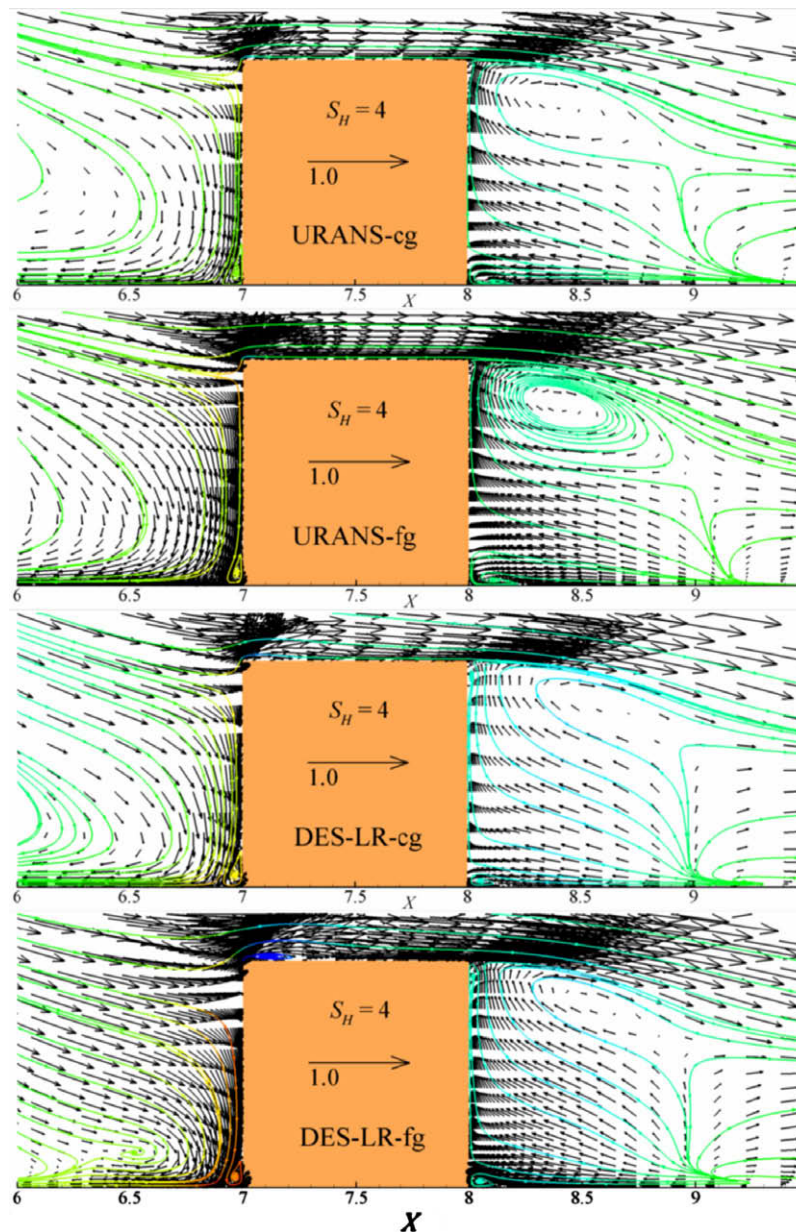 S_H = 4
1.0
URANS-cg
6 6.5 7 7.5 X 8 8.5 9
S_H = 4
1.0
URANS-fg
6 6.5 7 7.5 X 8 8.5 9
S_H = 4
1.0
DES-LR-cg
6 6.5 7 7.5 X 8 8.5 9
S_H = 4
1.0
DES-LR-fg
6 6.5 7 7.5 8 8.5 9
X